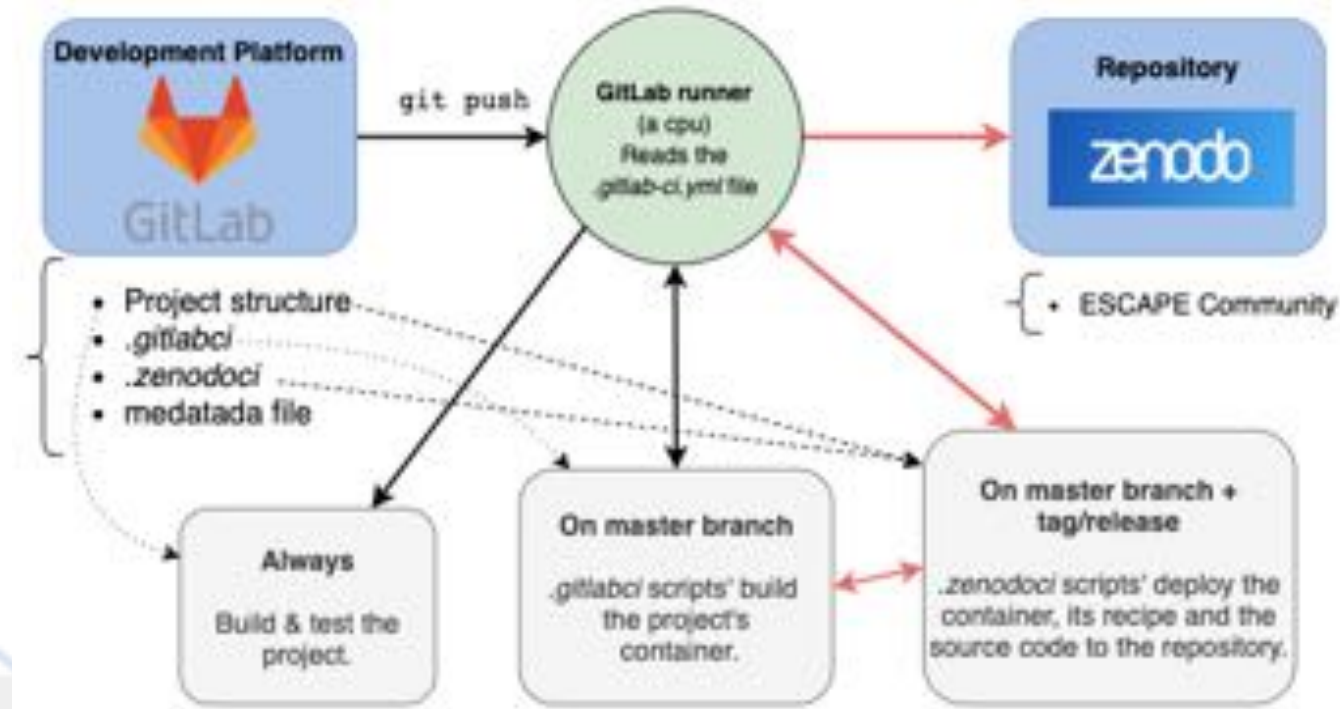 Development Platform
GitLab
git push
GitLab runner
(a cpu)
Reads the
.gitlab-ci.yml file
Repository
zenodo
• Project structure
• .gitlabci
• .zenodoci
• medatada file
• ESCAPE Community
Always
Build & test the
project.
On master branch
.gitlabci scripts' build
the project's
container.
On master branch +
tag/release
.zenodoci scripts' deploy the
container, its recipe and the
source code to the repository.